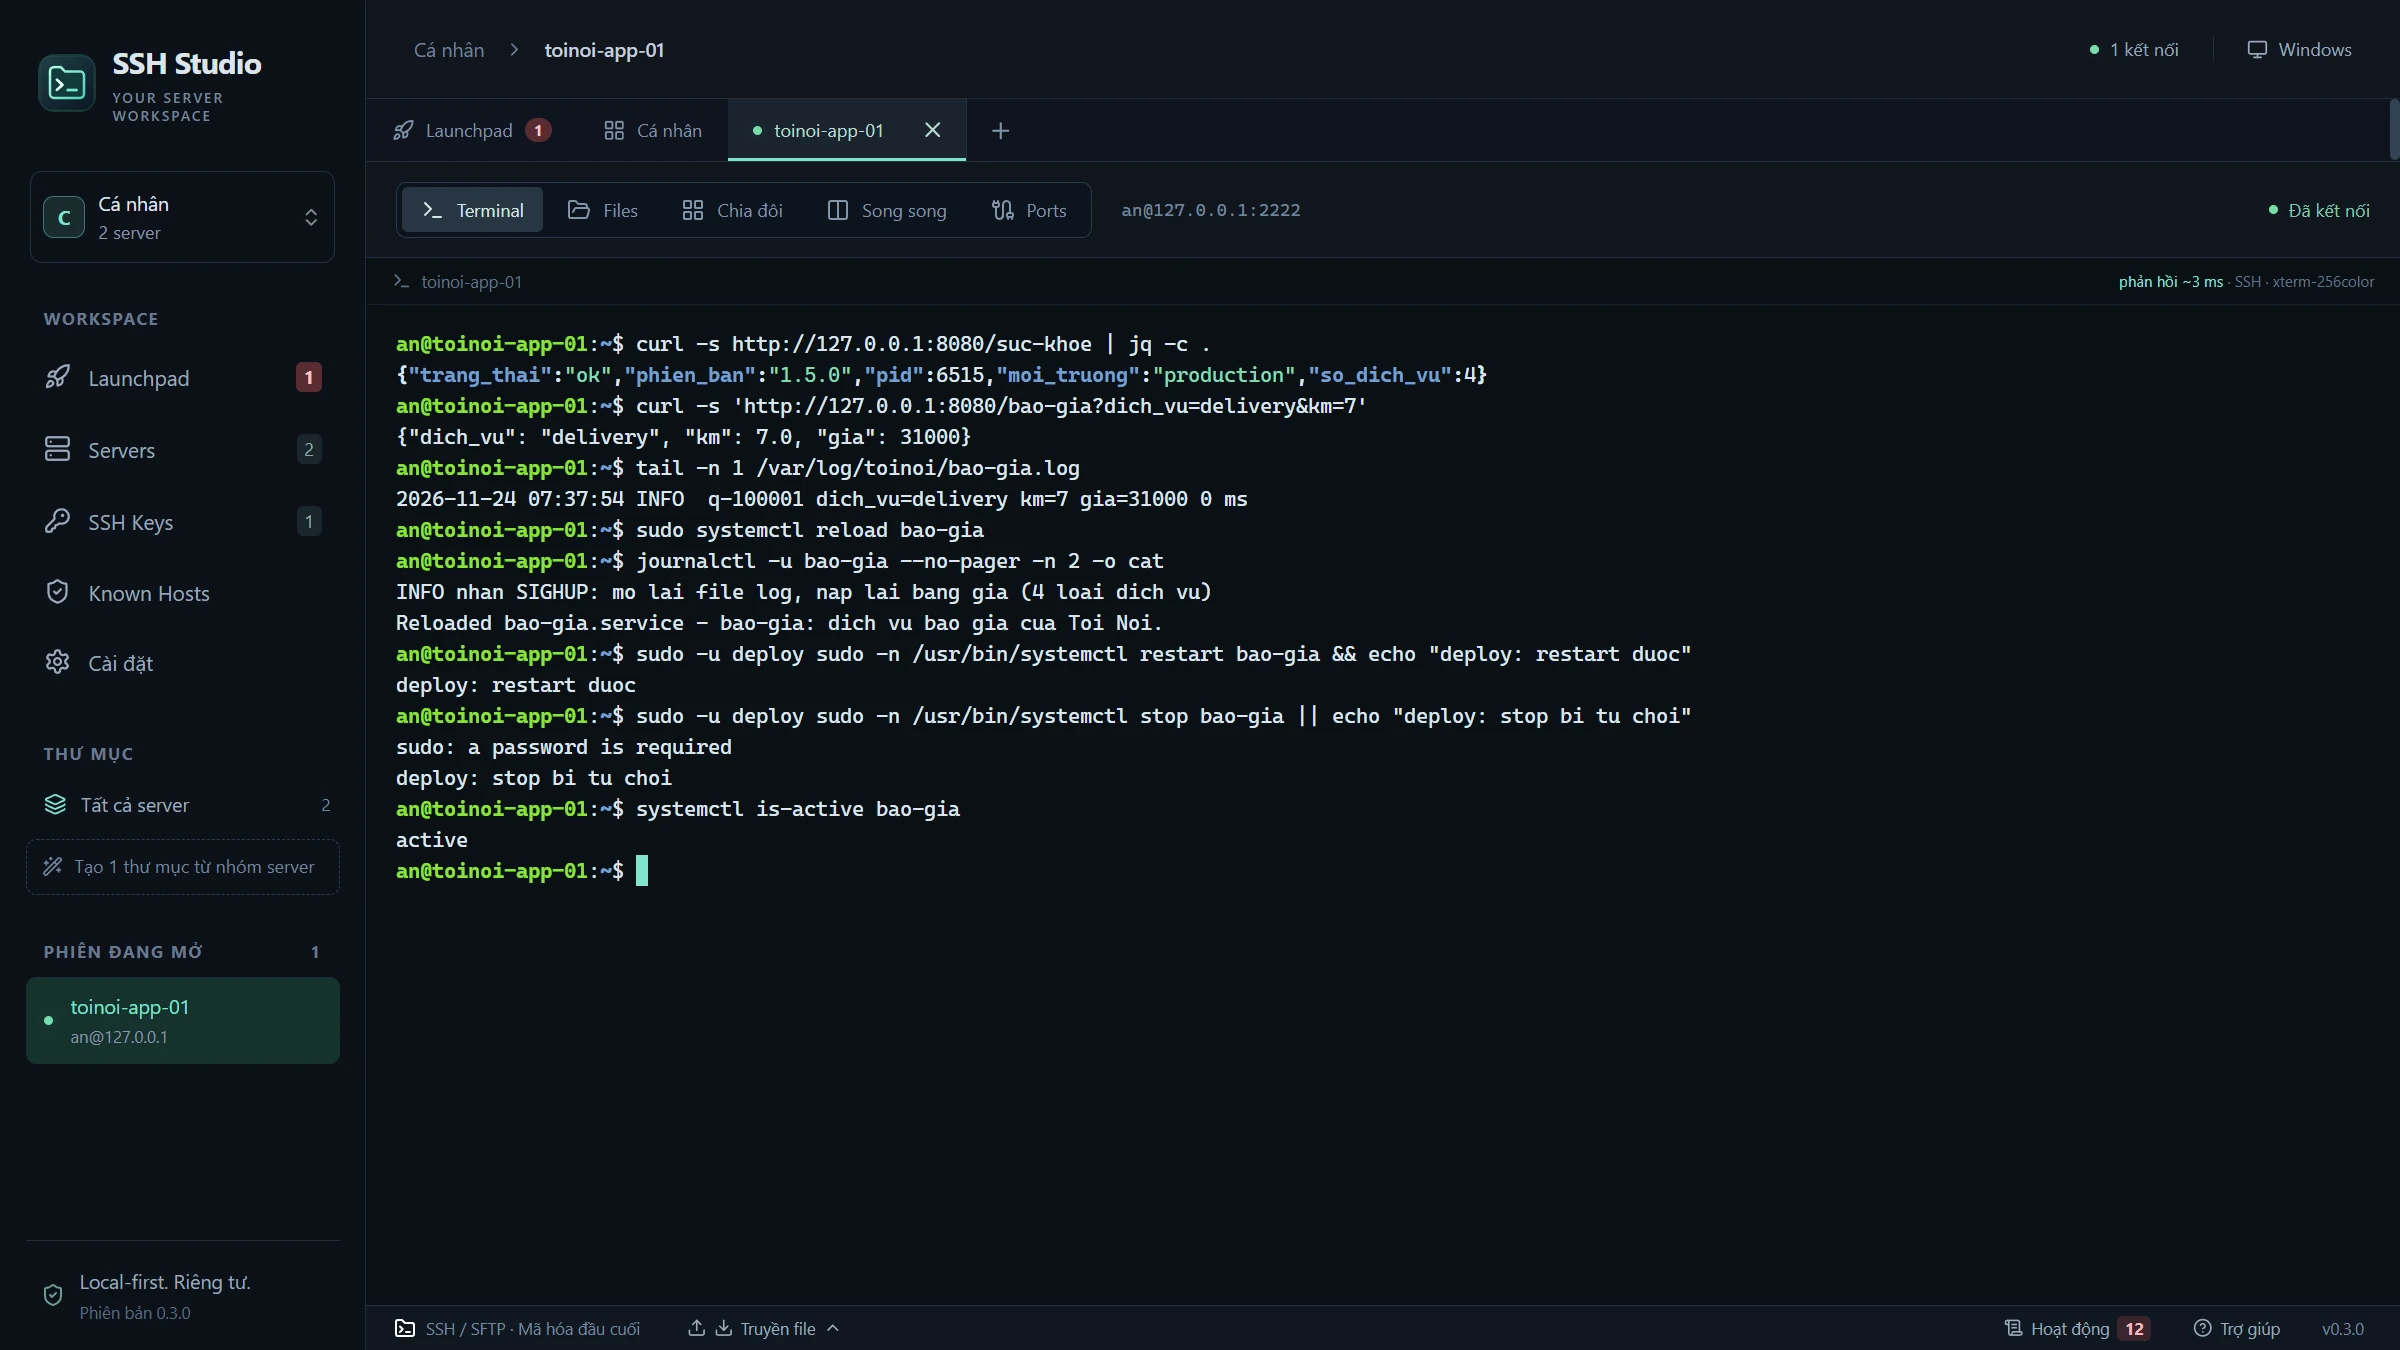 SSH Studio
YOUR SERVER
WORKSPACE
C
Cá nhân
2 server
WORKSPACE
Launchpad 1
Servers 2
SSH Keys 1
Known Hosts
Cài đặt
THƯ MỤC
Tất cả server 2
Tạo 1 thư mục từ nhóm server
PHIÊN ĐANG MỞ 1
toinoi-app-01
an@127.0.0.1
Local-first. Riêng tư.
Phiên bản 0.3.0
Cá nhân > toinoi-app-01
1 kết nối
Windows
Launchpad 1
Cá nhân
toinoi-app-01
Terminal
Files
Chia đôi
Song song
Ports
an@127.0.0.1:2222
Đã kết nối
toinoi-app-01
phản hồi ~3 ms · SSH · xterm-256color
an@toinoi-app-01:~$ curl -s http://127.0.0.1:8080/suc-khoe | jq -c .
{"trang_thai":"ok","phien_ban":"1.5.0","pid":6515,"moi_truong":"production","so_dich_vu":4}
an@toinoi-app-01:~$ curl -s 'http://127.0.0.1:8080/bao-gia?dich_vu=delivery&km=7'
{"dich_vu": "delivery", "km": 7.0, "gia": 31000}
an@toinoi-app-01:~$ tail -n 1 /var/log/toinoi/bao-gia.log
2026-11-24 07:37:54 INFO  q-100001 dich_vu=delivery km=7 gia=31000 0 ms
an@toinoi-app-01:~$ sudo systemctl reload bao-gia
an@toinoi-app-01:~$ journalctl -u bao-gia --no-pager -n 2 -o cat
INFO nhan SIGHUP: mo lai file log, nap lai bang gia (4 loai dich vu)
Reloaded bao-gia.service - bao-gia: dich vu bao gia cua Toi Noi.
an@toinoi-app-01:~$ sudo -u deploy sudo -n /usr/bin/systemctl restart bao-gia && echo "deploy: restart duoc"
deploy: restart duoc
an@toinoi-app-01:~$ sudo -u deploy sudo -n /usr/bin/systemctl stop bao-gia || echo "deploy: stop bi tu choi"
sudo: a password is required
deploy: stop bi tu choi
an@toinoi-app-01:~$ systemctl is-active bao-gia
active
an@toinoi-app-01:~$
SSH / SFTP · Mã hóa đầu cuối
Truyền file
Hoạt động 12
Trợ giúp
v0.3.0